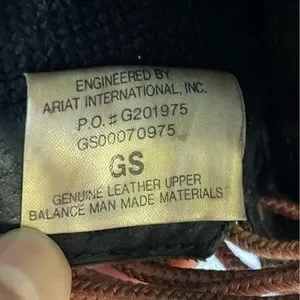 ENGINEERED BY
ARIAT INTERNATIONAL, INC.
P.O.# G201975
GS00070975
GS
GENUINE LEATHER UPPER
BALANCE MAN MADE MATERIALS